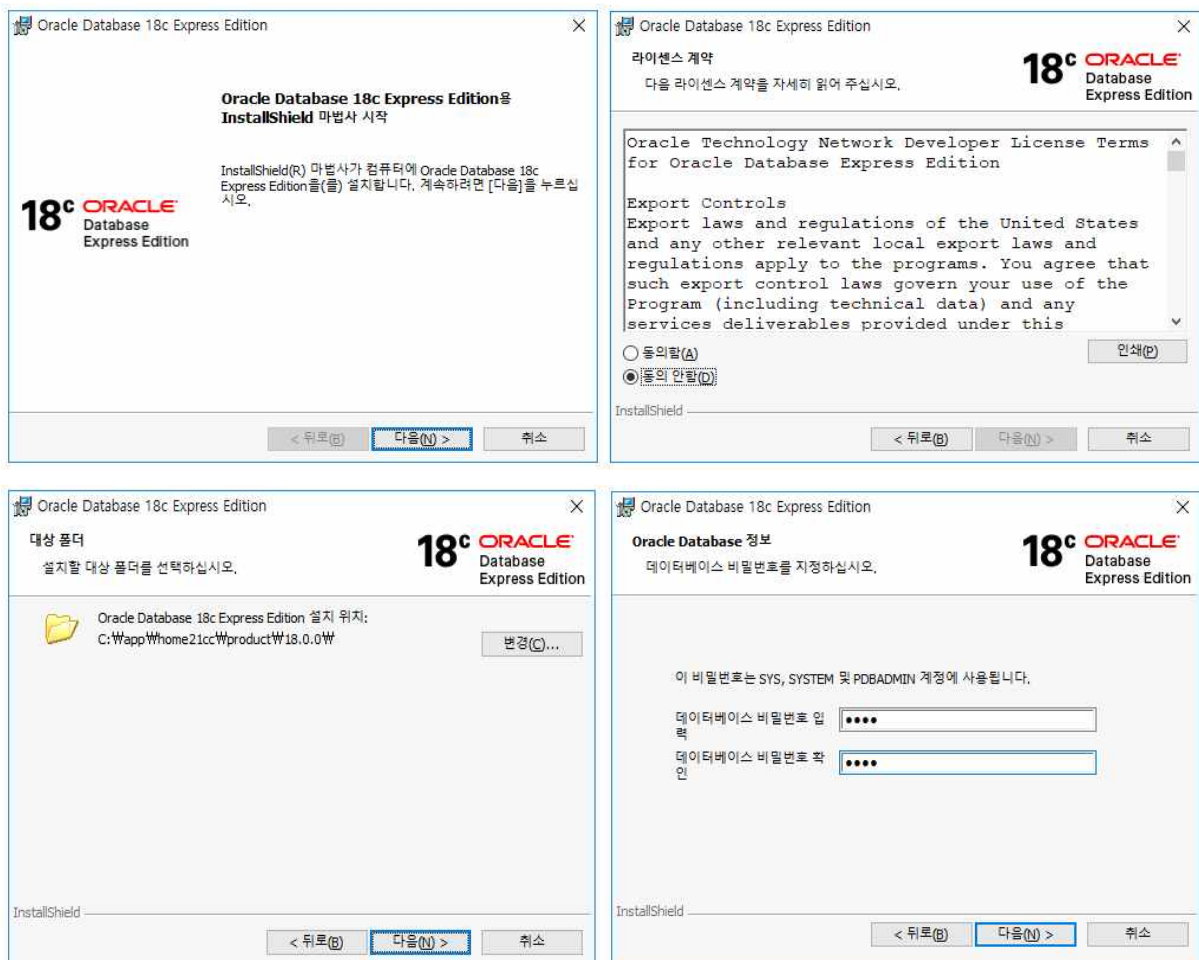 Oracle Database 18c Express Edition
Oracle Database 18c Express Edition용
InstallShield 마법사 시작
InstallShield(R) 마법사가 컴퓨터에 Oracle Database 18c
Express Edition을(를) 설치합니다. 계속하려면 [다음]을 누르십
시오.
18c ORACLE
Database
Express Edition
< 뒤로(B)
다음(N) >
취소
Oracle Database 18c Express Edition
라이센스 계약
다음 라이센스 계약을 자세히 읽어 주십시오.
18c ORACLE
Database
Express Edition
Oracle Technology Network Developer License Terms
for Oracle Database Express Edition
Export Controls
Export laws and regulations of the United States
and any other relevant local export laws and
regulations apply to the programs. You agree that
such export control laws govern your use of the
Program (including technical data) and any
services deliverables provided under this
동의함(A)
인쇄(P)
동의 안함(D)
InstallShield
< 뒤로(B)
다음(N) >
취소
Oracle Database 18c Express Edition
대상 폴더
설치할 대상 폴더를 선택하십시오.
18c ORACLE
Database
Express Edition
Oracle Database 18c Express Edition 설치 위치:
C:₩app₩home21cc₩product₩18.0.0₩
변경(C)...
InstallShield
< 뒤로(B)
다음(N) >
취소
Oracle Database 18c Express Edition
Oracle Database 정보
데이터베이스 비밀번호를 지정하십시오.
18c ORACLE
Database
Express Edition
이 비밀번호는 SYS, SYSTEM 및 PDBADMIN 계정에 사용됩니다.
데이터베이스 비밀번호 입
력
••••
데이터베이스 비밀번호 확
인
••••
InstallShield
< 뒤로(B)
다음(N) >
취소